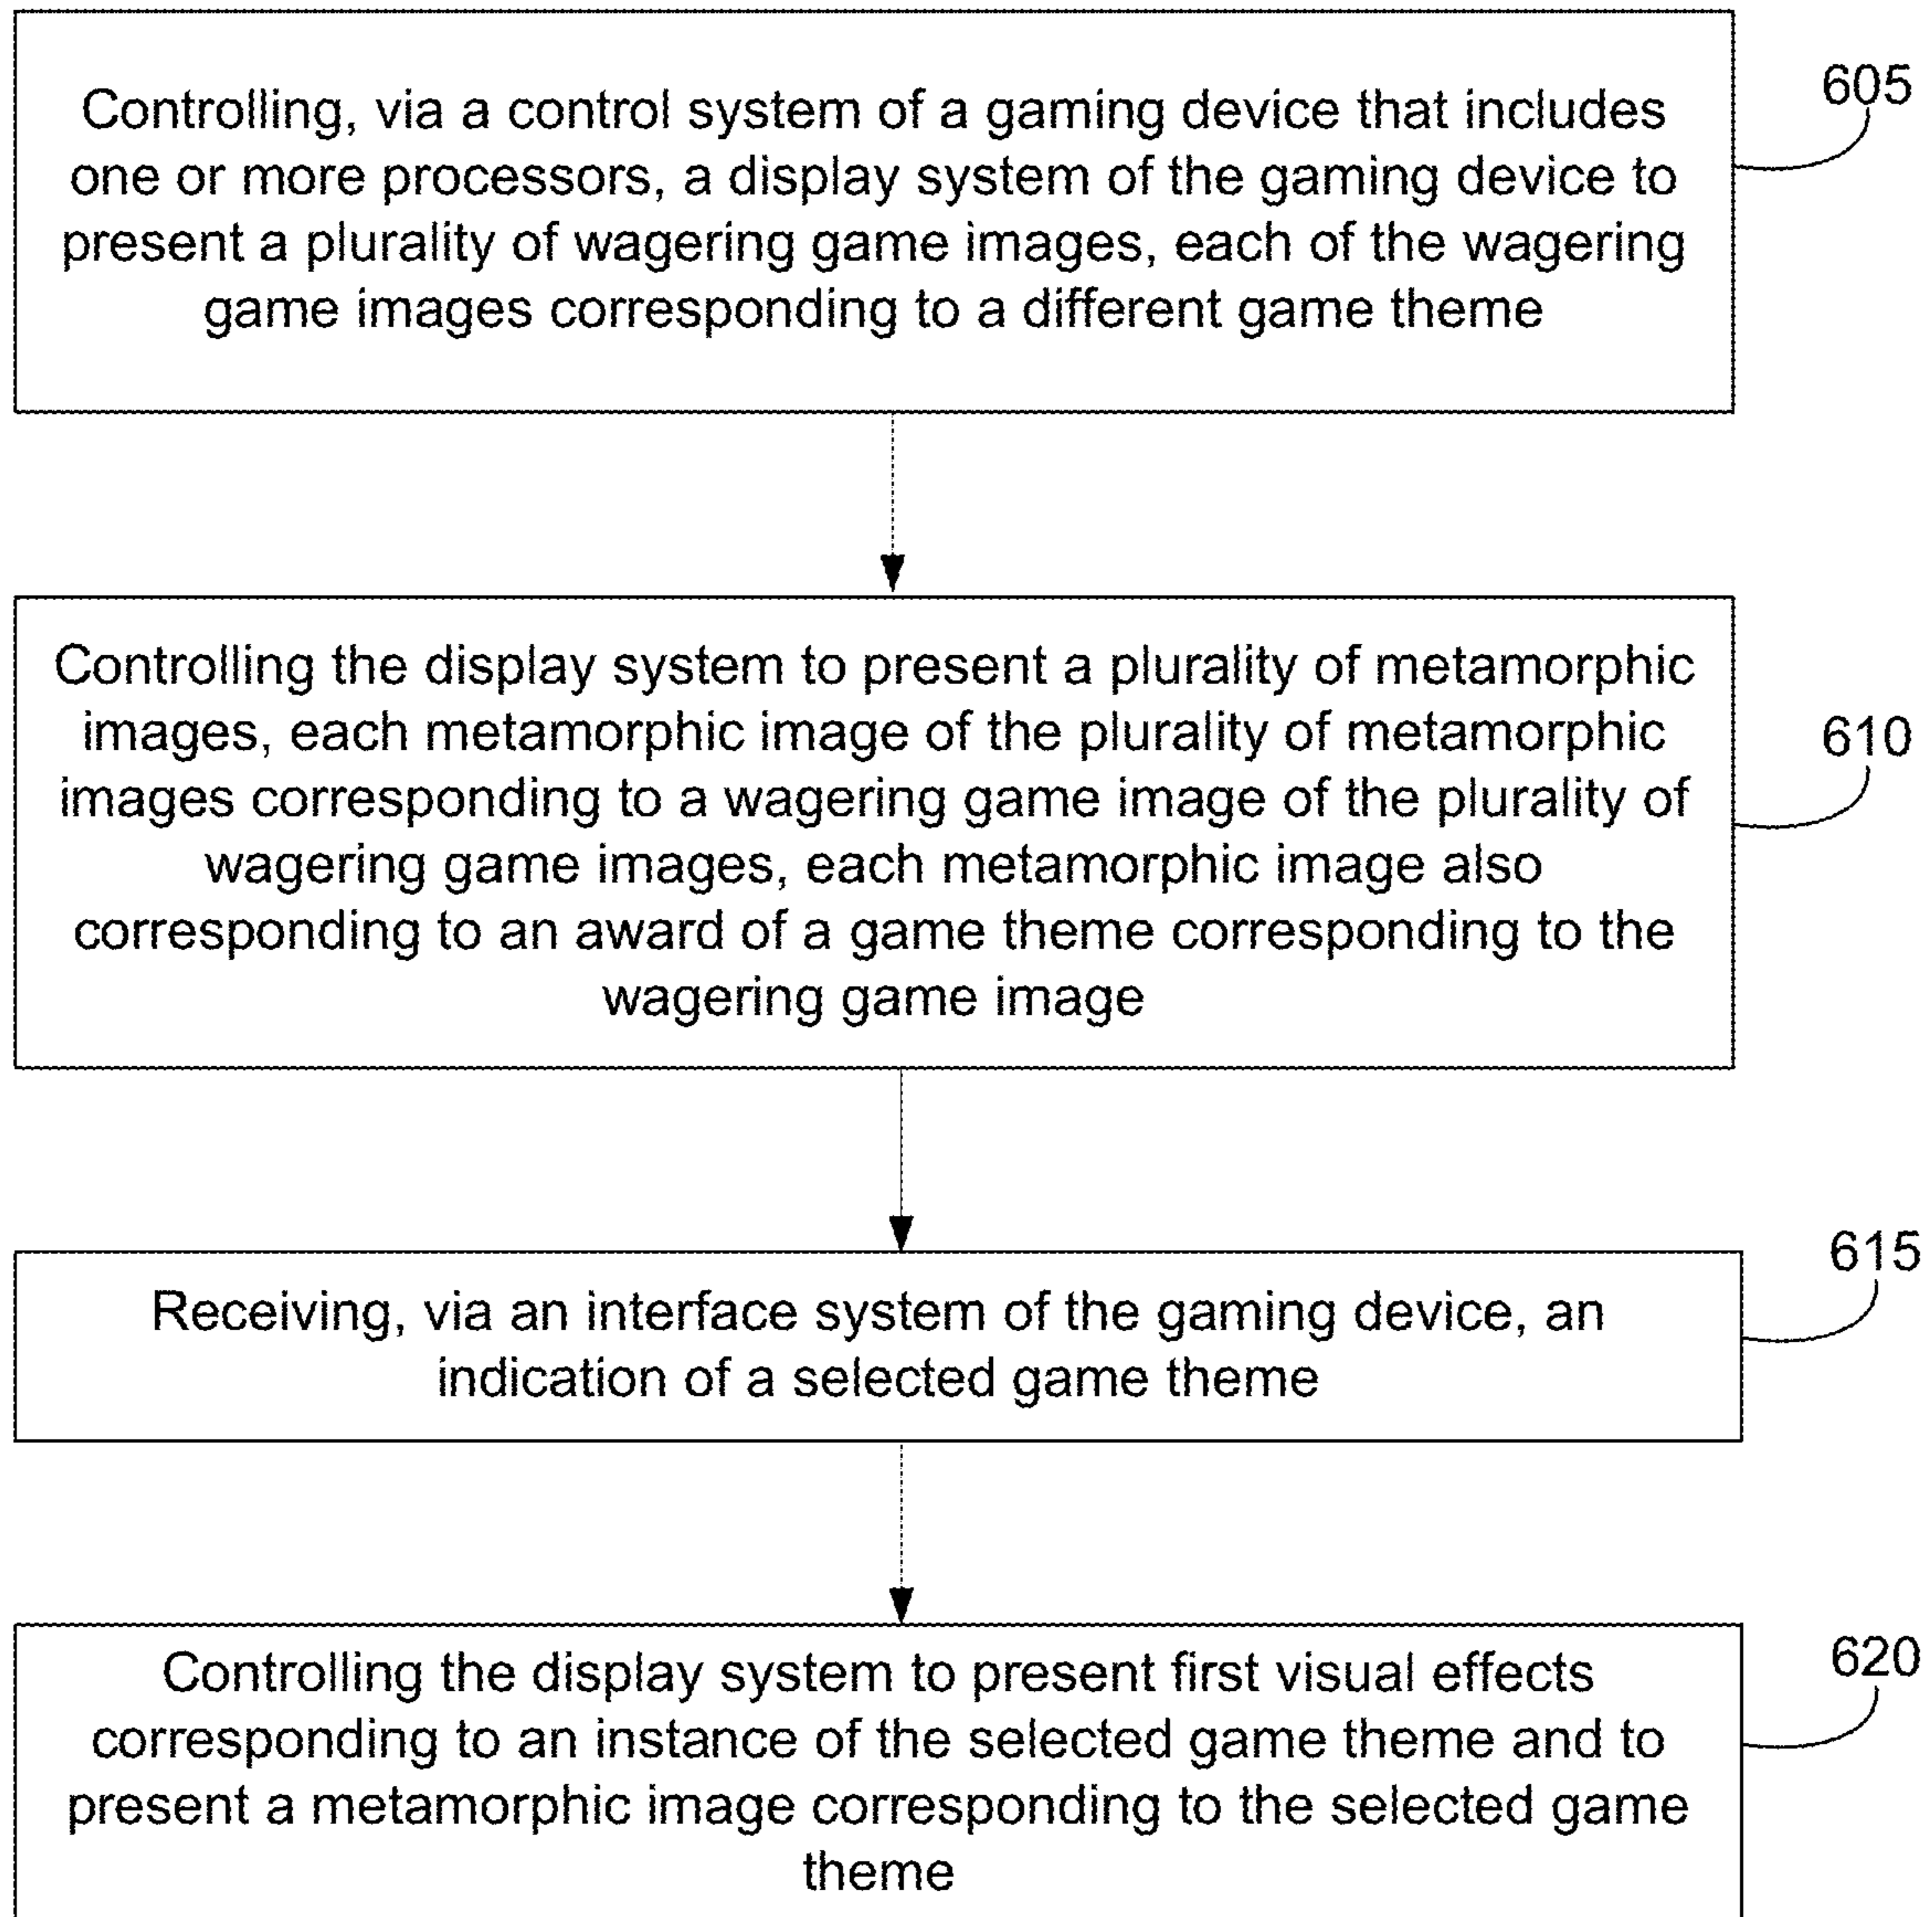 Controlling, via a control system of a gaming device that includes
one or more processors, a display system of the gaming device to
present a plurality of wagering game images, each of the wagering
game images corresponding to a different game theme
605
Controlling the display system to present a plurality of metamorphic
images, each metamorphic image of the plurality of metamorphic
images corresponding to a wagering game image of the plurality of
wagering game images, each metamorphic image also
corresponding to an award of a game theme corresponding to the
wagering game image
610
Receiving, via an interface system of the gaming device, an
indication of a selected game theme
615
Controlling the display system to present first visual effects
corresponding to an instance of the selected game theme and to
present a metamorphic image corresponding to the selected game
theme
620